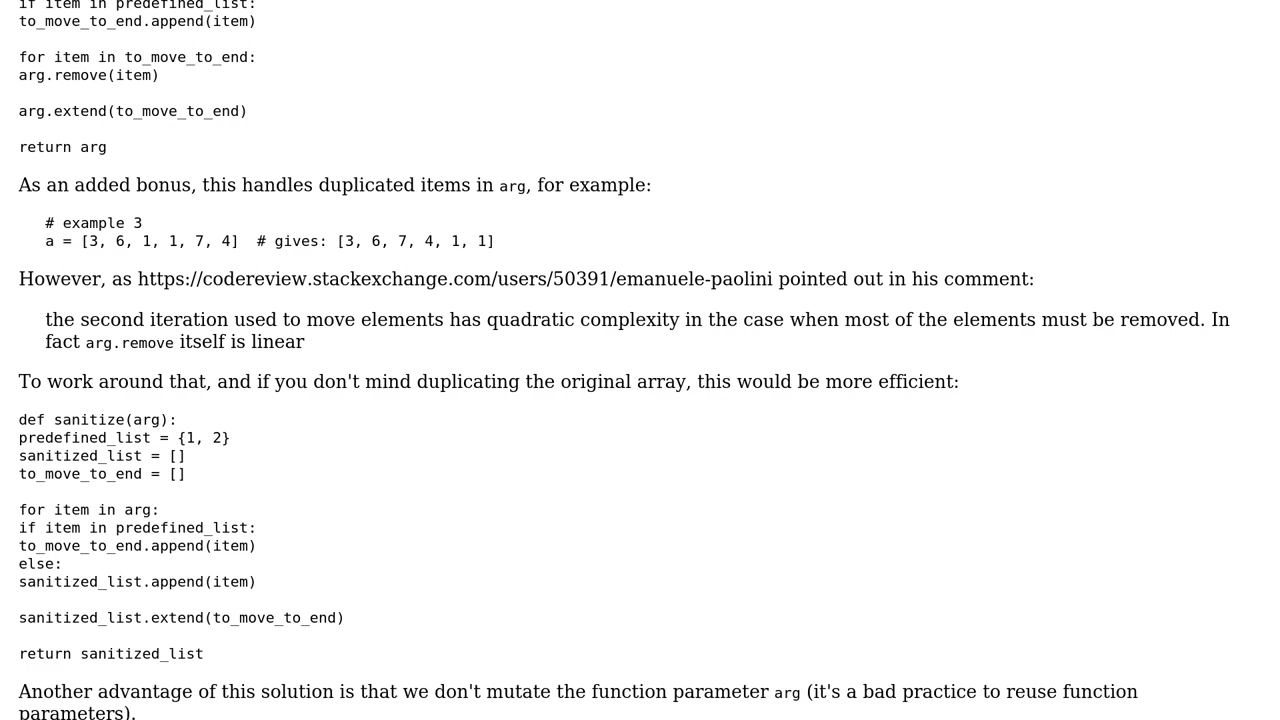 if item in predefined_list:
to_move_to_end.append(item)
for item in to_move_to_end:
arg.remove(item)
arg.extend(to_move_to_end)
return arg
As an added bonus, this handles duplicated items in arg, for example:
# example 3
a = [3, 6, 1, 1, 7, 4]  # gives: [3, 6, 7, 4, 1, 1]
However, as https://codereview.stackexchange.com/users/50391/emanuele-paolini pointed out in his comment:
the second iteration used to move elements has quadratic complexity in the case when most of the elements must be removed. In
fact arg.remove itself is linear
To work around that, and if you don't mind duplicating the original array, this would be more efficient:
def sanitize(arg):
predefined_list = {1, 2}
sanitized_list = []
to_move_to_end = []
for item in arg:
if item in predefined_list:
to_move_to_end.append(item)
else:
sanitized_list.append(item)
sanitized_list.extend(to_move_to_end)
return sanitized_list
Another advantage of this solution is that we don't mutate the function parameter arg (it's a bad practice to reuse function
parameters).